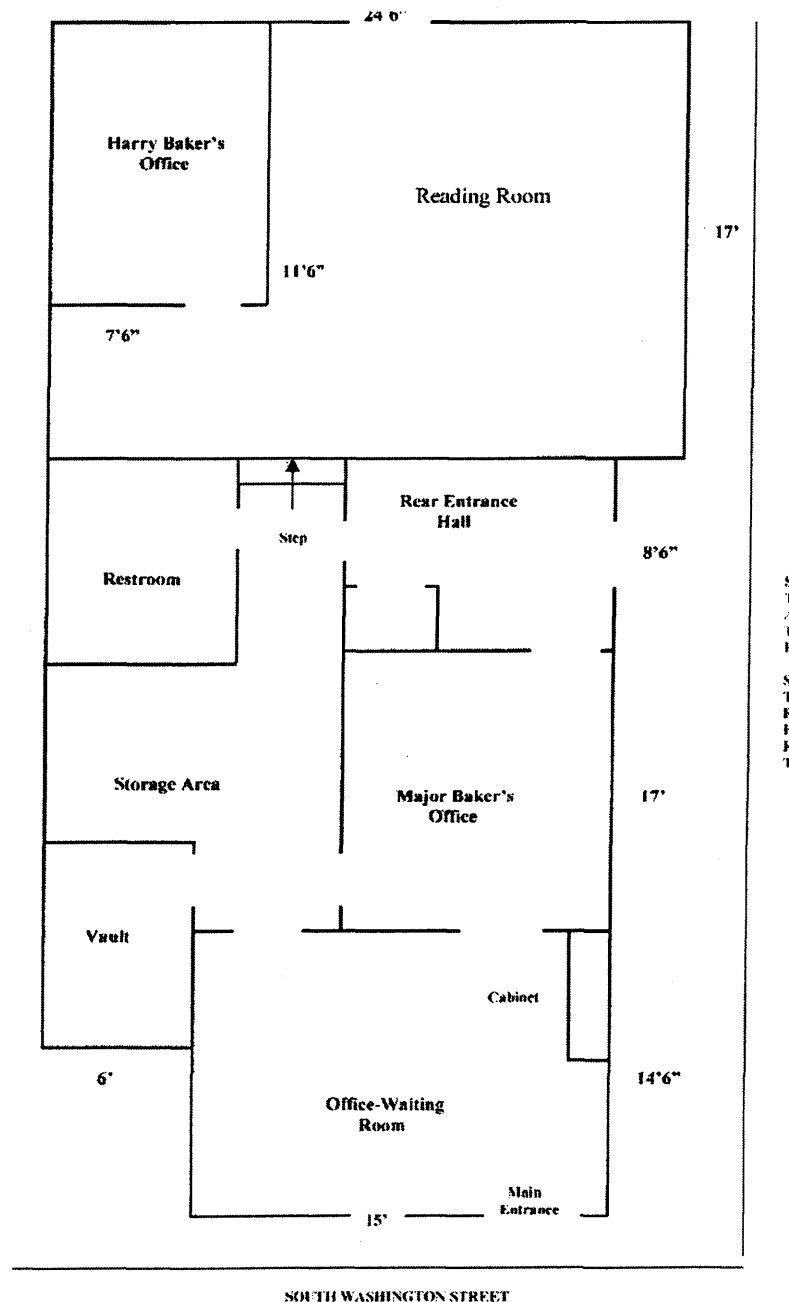 24'6"
Harry Baker's
Office
Reading Room
17'
11'6"
7'6"
Rear Entrance
Hall
Step
8'6"
Restroom
Storage Area
Major Baker's
Office
17'
Vault
Cabinet
6'
14'6"
Office-Waiting
Room
Main
Entrance
15'
SOUTH WASHINGTON STREET